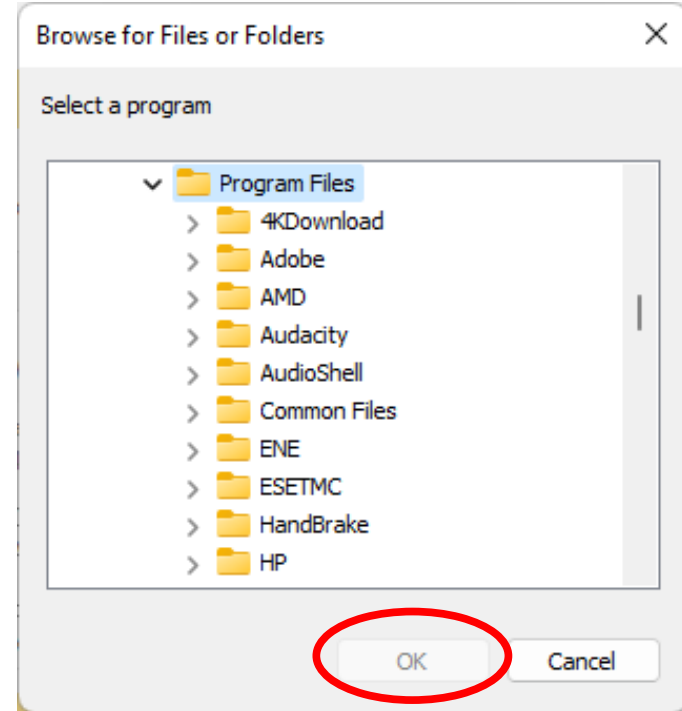 Browse for Files or Folders
Select a program
Program Files
4KDownload
Adobe
AMD
Audacity
AudioShell
Common Files
ENE
ESETMC
HandBrake
HP
OK Cancel